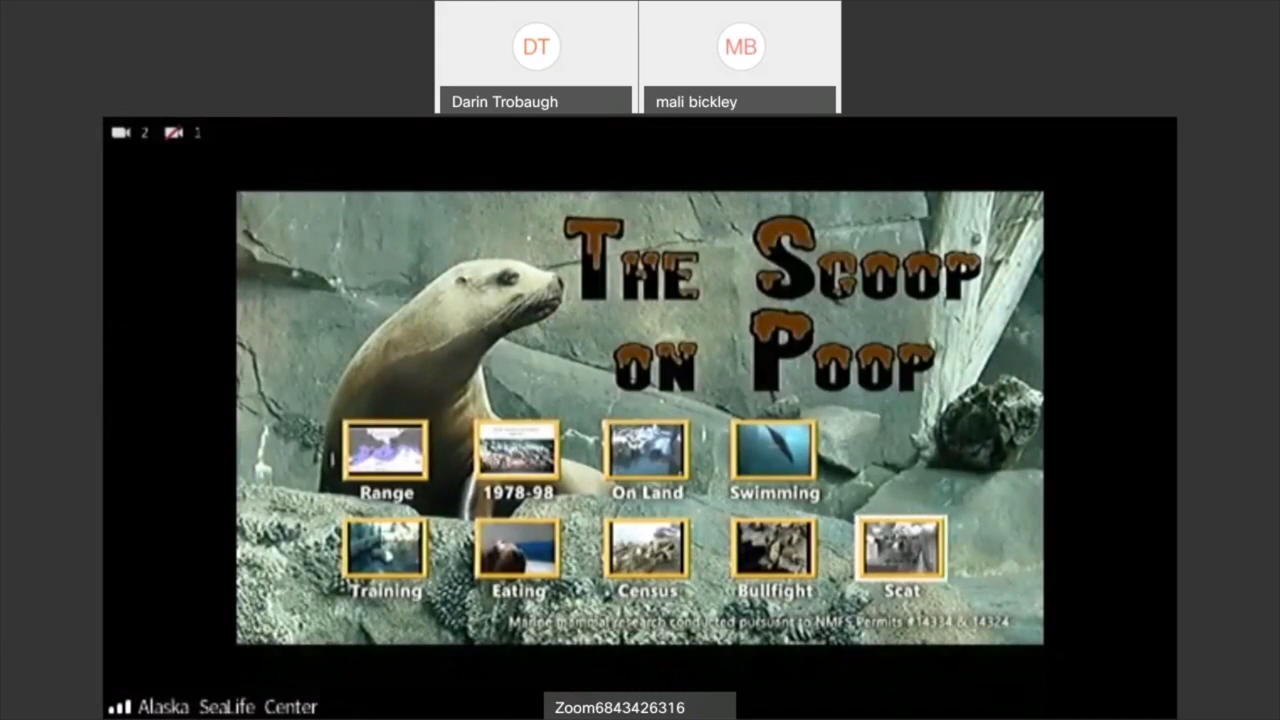 DT
MB
Darin Trobaugh
mali bickley
2 1
The Scoop
on Poop
Range 1978-98 On Land Swimming
Training Eating Census Bullfight Scat
Marine mammal research conducted pursuant to NMFS Permits #14334 & 14324
Alaska SeaLife Center
Zoom6843426316